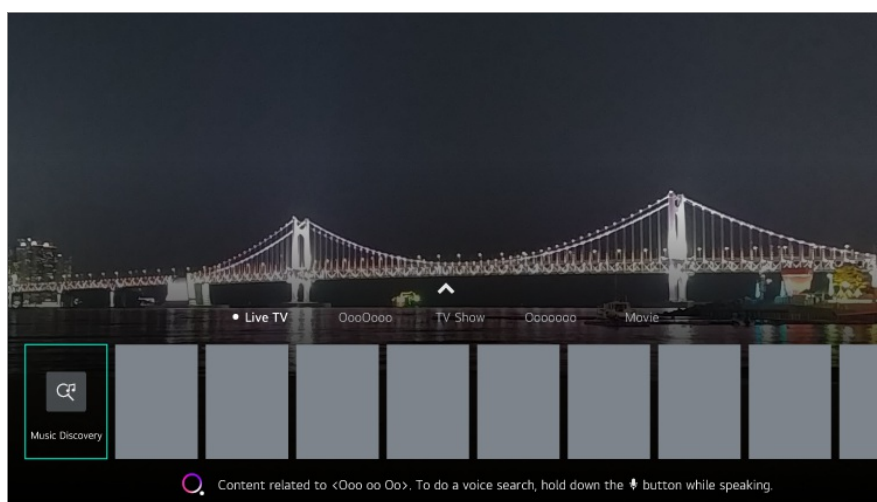 Live TV OooOooo TV Show Ooooooo Movie
Music Discovery
Content related to <Ooo oo Oo>. To do a voice search, hold down the button while speaking.